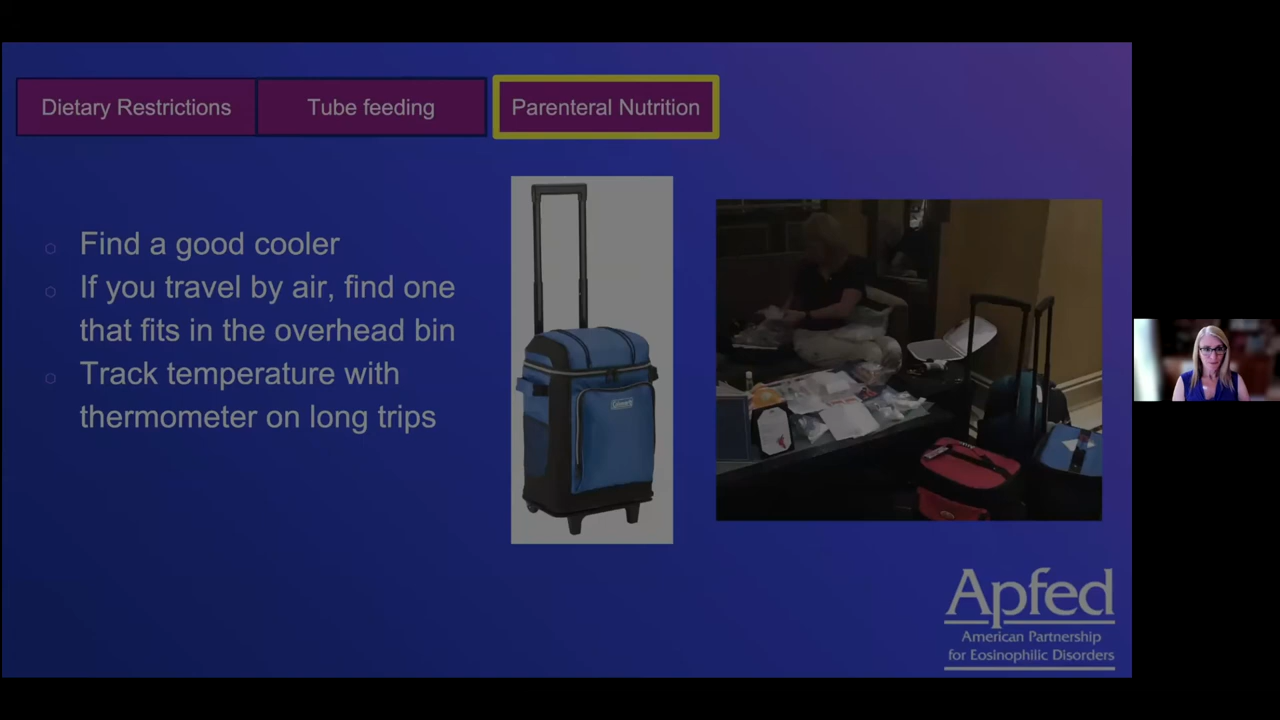 Dietary Restrictions
Tube feeding
Parenteral Nutrition
Find a good cooler
If you travel by air, find one
that fits in the overhead bin
Track temperature with
thermometer on long trips
Coleman
Apfed
American Partnership
for Eosinophilic Disorders